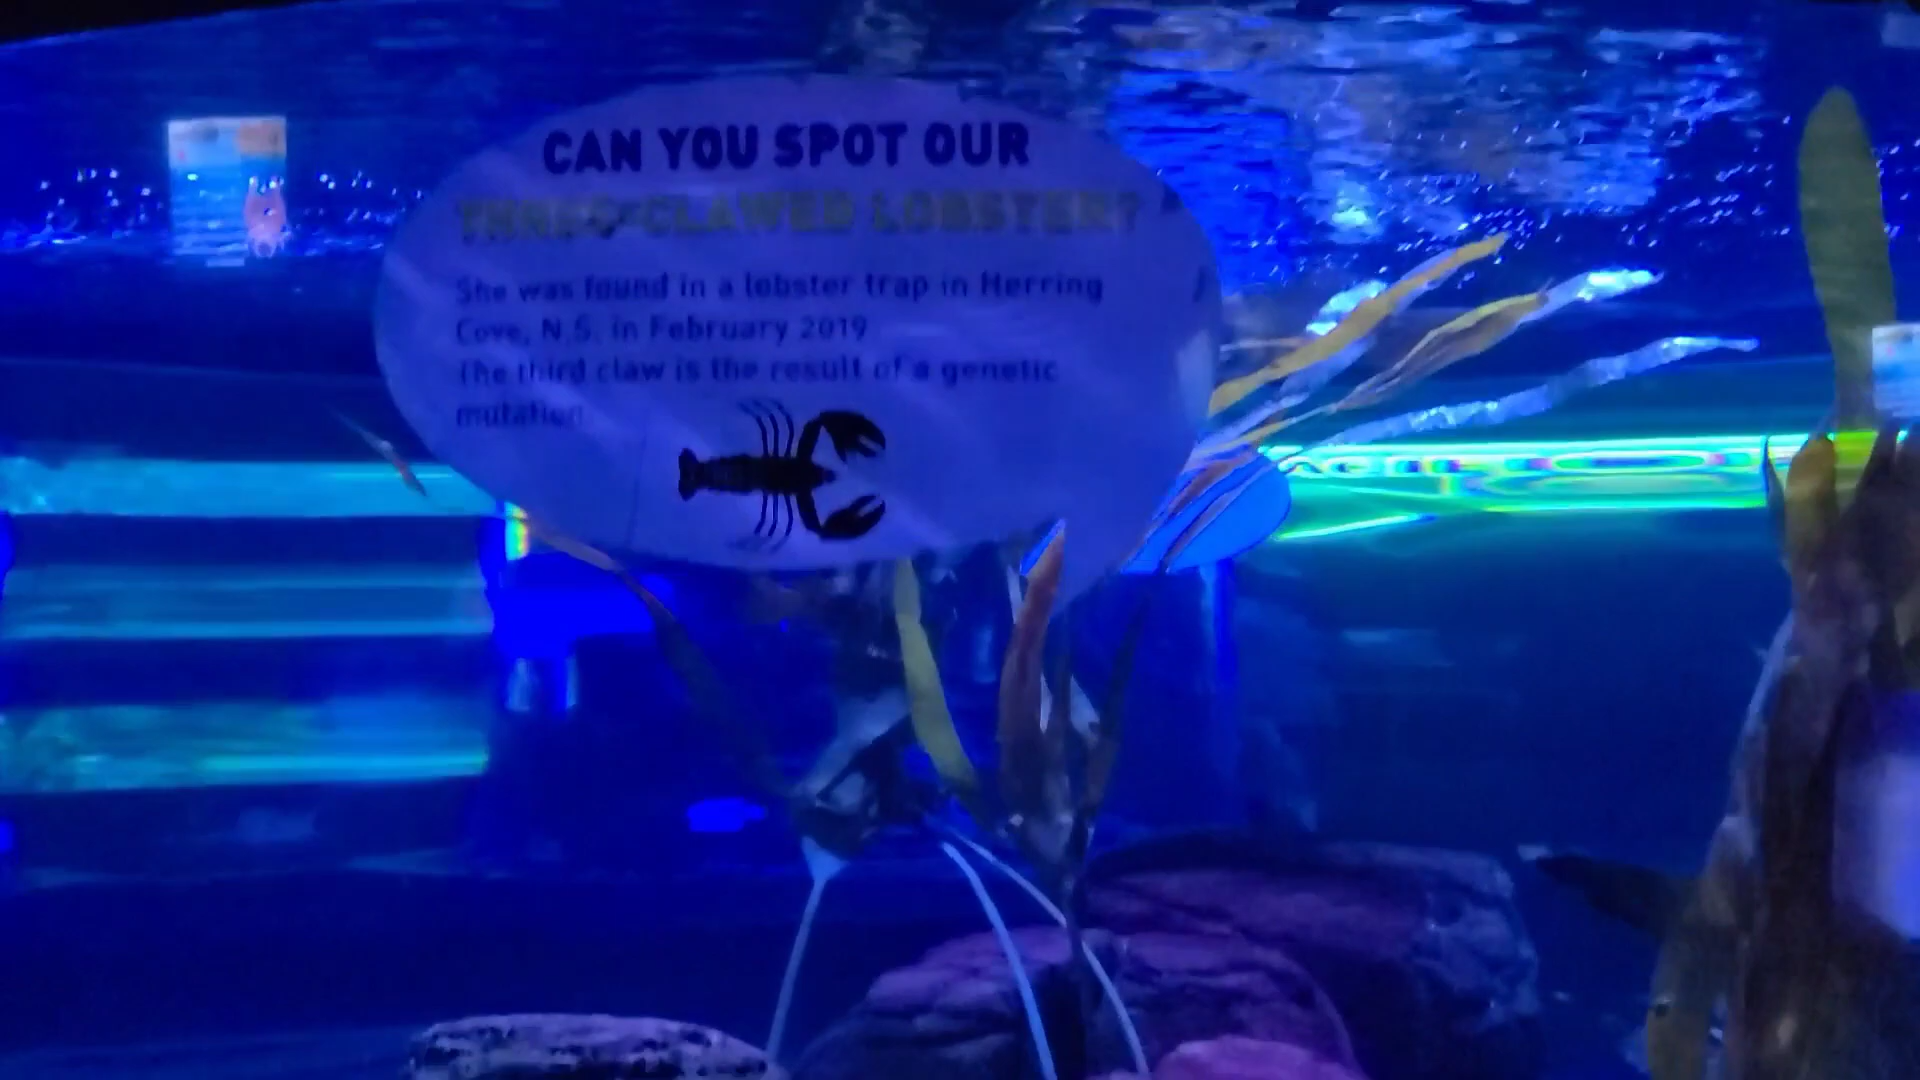 CAN YOU SPOT OUR
THREE-CLAWED LOBSTER?
She was found in a lobster trap in Herring
Cove, N.S. in February 2019
The third claw is the result of a genetic
mutation